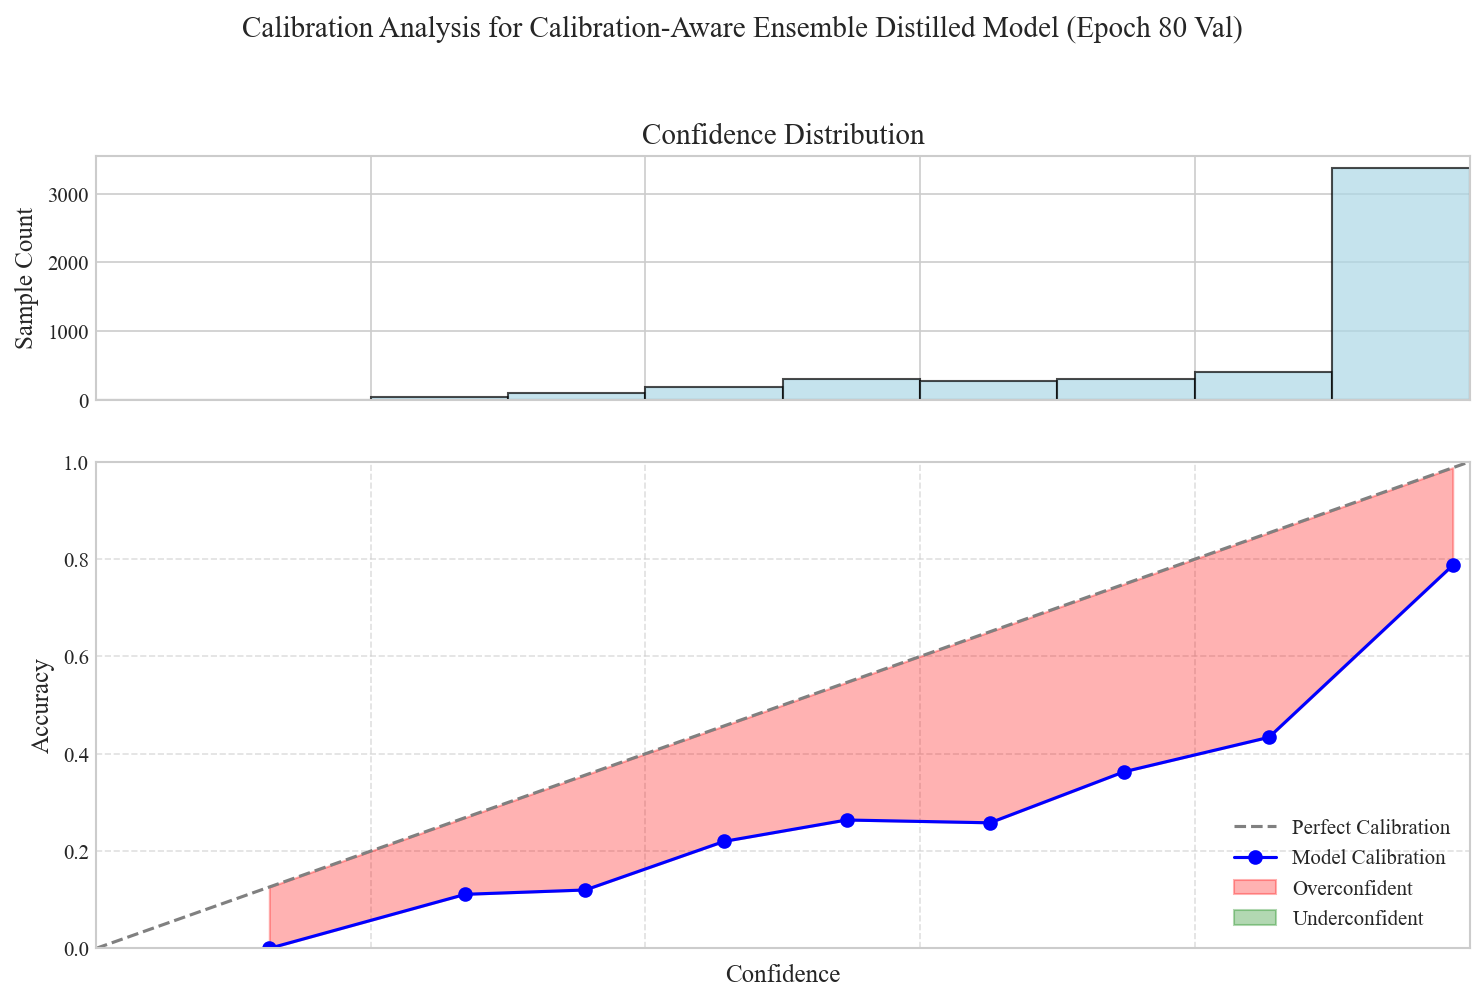 Calibration Analysis for Calibration-Aware Ensemble Distilled Model (Epoch 80 Val)
Confidence Distribution
Sample Count
3000
2000
1000
0
Accuracy
1.0
0.8
0.6
0.4
0.2
0.0
Perfect Calibration
Model Calibration
Overconfident
Underconfident
Confidence